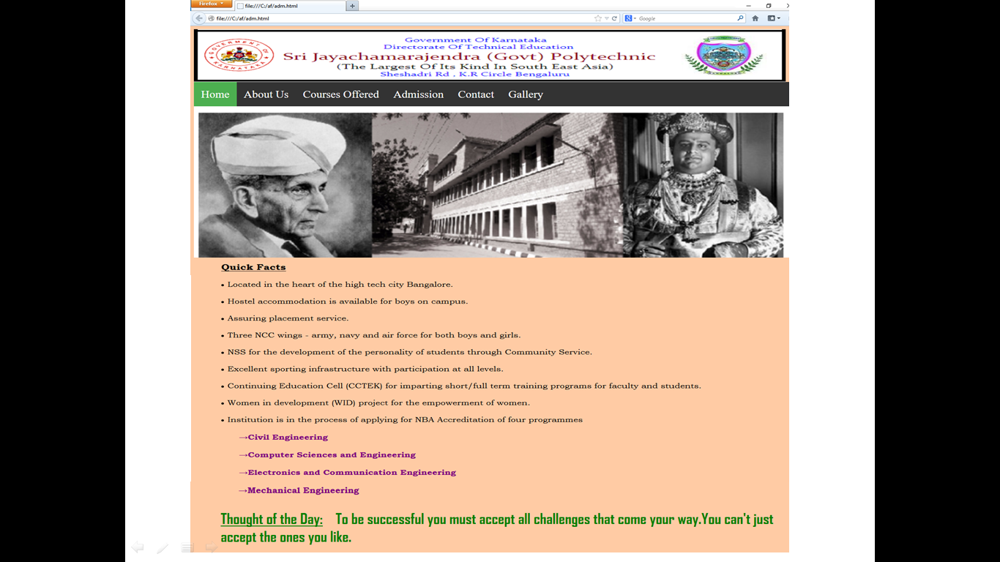 Firefox
file:///C:/af/adm.html
file:///C:/af/adm.html
Google
GOVERMENT OF KARNATAKA
Government Of Karnataka
Directorate Of Technical Education
Sri Jayachamarajendra (Govt) Polytechnic
(The Largest Of Its Kind In South East Asia)
Sheshadri Rd , K.R Circle Bengaluru
Home About Us Courses Offered Admission Contact Gallery
Quick Facts
• Located in the heart of the high tech city Bangalore.
• Hostel accommodation is available for boys on campus.
• Assuring placement service.
• Three NCC wings - army, navy and air force for both boys and girls.
• NSS for the development of the personality of students through Community Service.
• Excellent sporting infrastructure with participation at all levels.
• Continuing Education Cell (CCTEK) for imparting short/full term training programs for faculty and students.
• Women in development (WID) project for the empowerment of women.
• Institution is in the process of applying for NBA Accreditation of four programmes
→Civil Engineering
→Computer Sciences and Engineering
→Electronics and Communication Engineering
→Mechanical Engineering
Thought of the Day: To be successful you must accept all challenges that come your way.You can't just
accept the ones you like.